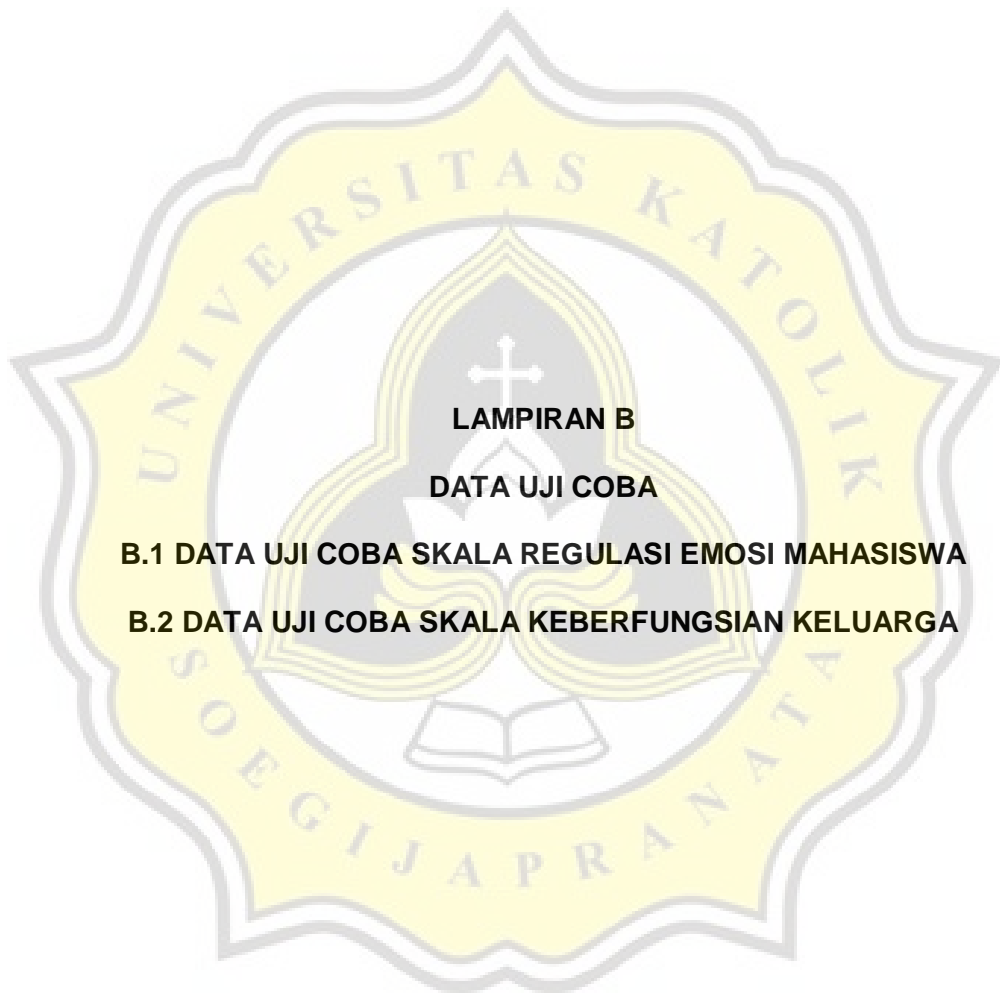 UNIVERSITAS KATOLIK
LAMPIRAN B
DATA UJI COBA
B.1 DATA UJI COBA SKALA REGULASI EMOSI MAHASISWA
B.2 DATA UJI COBA SKALA KEBERFUNGSIAN KELUARGA
SOEGIJAPRANATA